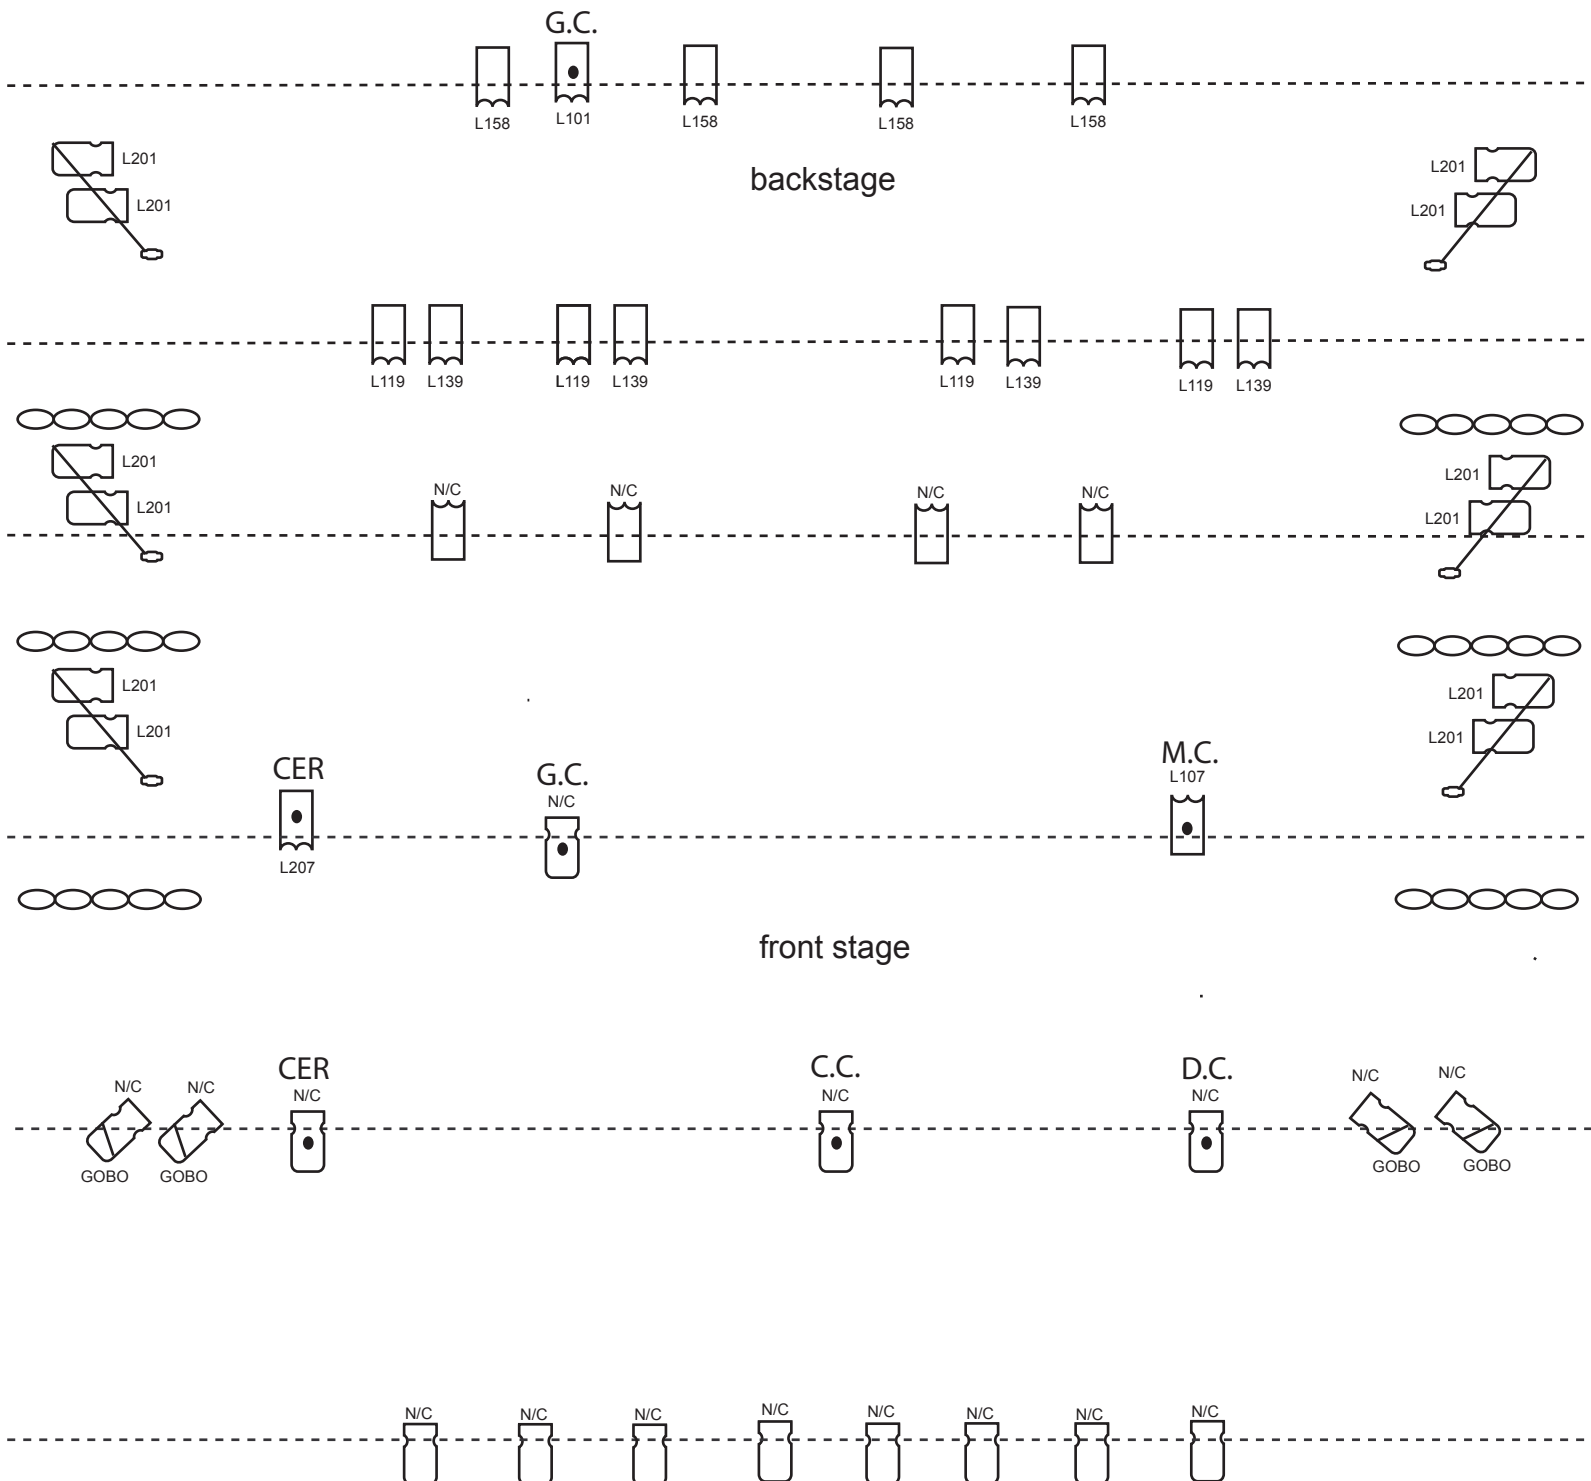 G.C.
L158
L101
L158
L158
L158
backstage
L201
L201
L201
L201
L119
L139
L119
L139
L119
L139
L119
L139
L201
L201
N/C
N/C
N/C
N/C
L201
L201
L201
L201
L201
L201
CER
L207
G.C.
N/C
M.C.
L107
front stage
N/C
GOBO
N/C
GOBO
CER
N/C
C.C.
N/C
D.C.
N/C
N/C
GOBO
N/C
GOBO
N/C
N/C
N/C
N/C
N/C
N/C
N/C
N/C